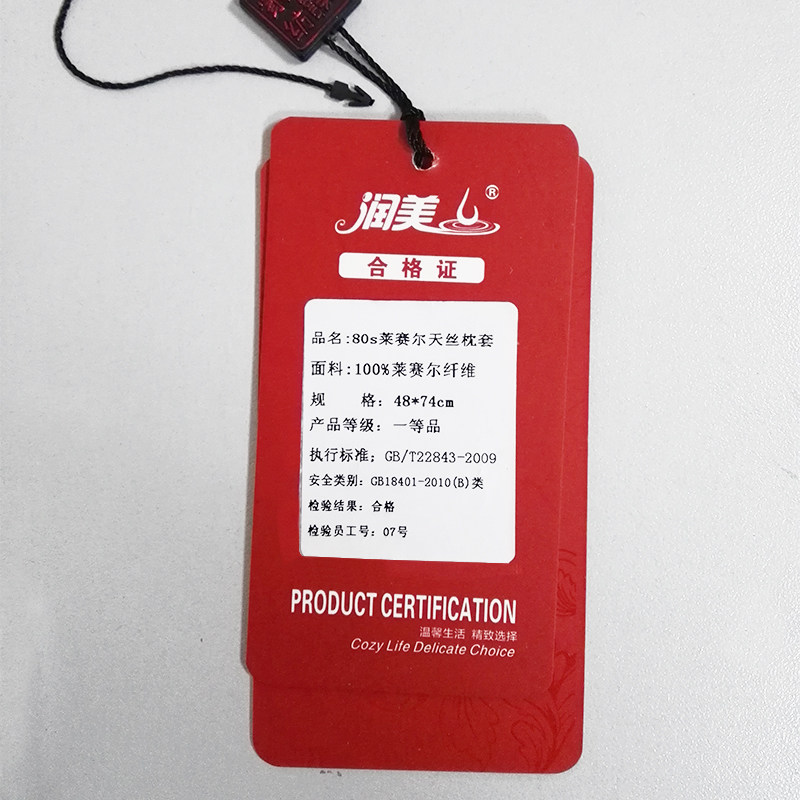 润美®
合格证
品名:80s莱赛尔天丝枕套
面料:100%莱赛尔纤维
规 格: 48*74cm
产品等级: 一等品
执行标准: GB/T22843-2009
安全类别: GB18401-2010(B)类
检验结果: 合格
检验员工号: 07号
PRODUCT CERTIFICATION
温馨生活 精致选择
Cozy Life Delicate Choice